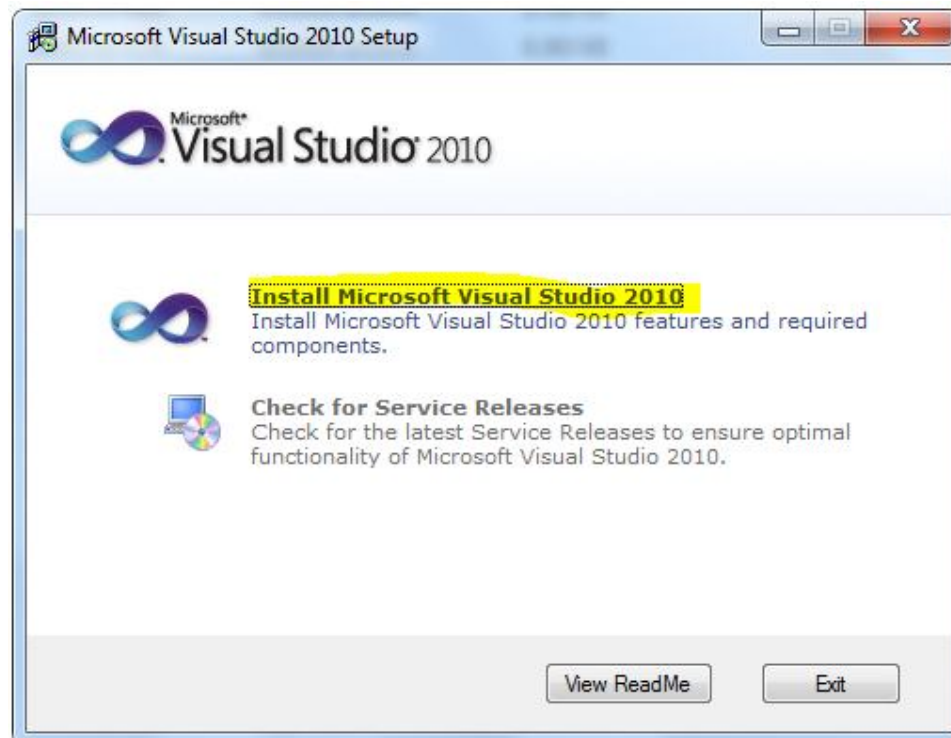 Microsoft Visual Studio 2010 Setup
Microsoft®
Visual Studio® 2010
Install Microsoft Visual Studio 2010
Install Microsoft Visual Studio 2010 features and required
components.
Check for Service Releases
Check for the latest Service Releases to ensure optimal
functionality of Microsoft Visual Studio 2010.
View ReadMe
Exit